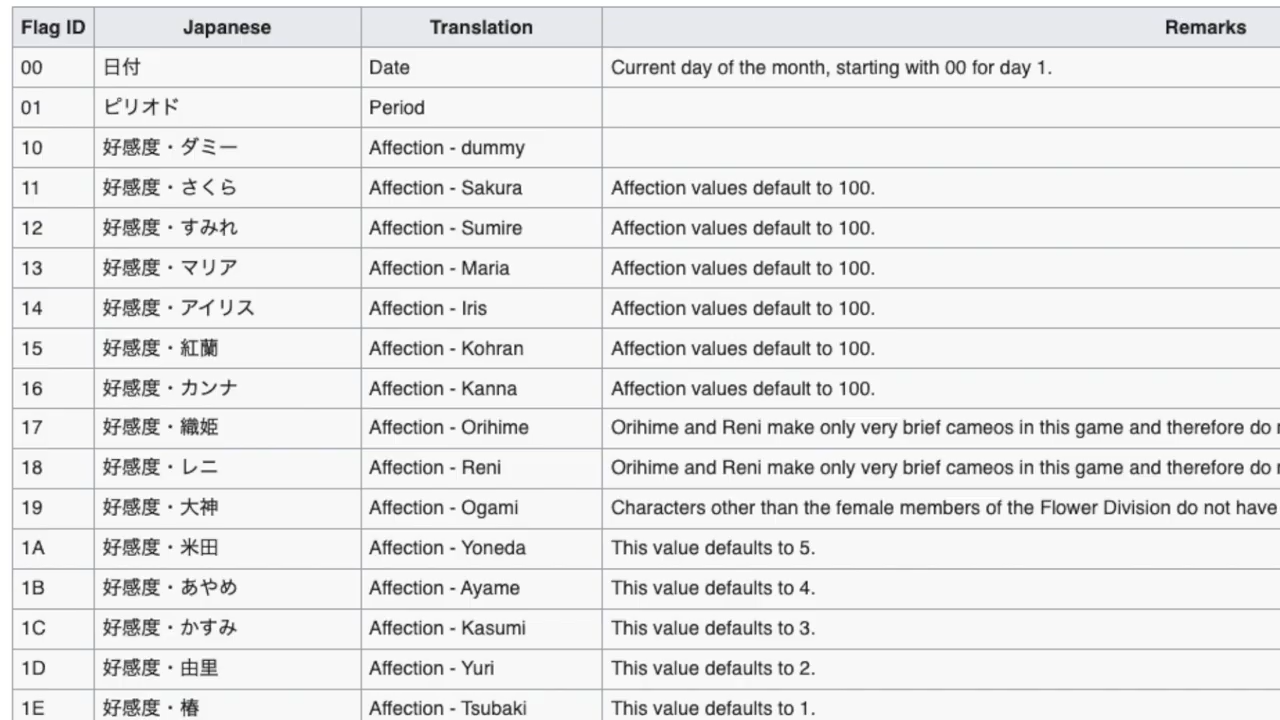 Flag ID Japanese Translation Remarks
00 日付 Date Current day of the month, starting with 00 for day 1.
01 ピリオド Period
10 好感度・ダミー Affection - dummy
11 好感度・さくら Affection - Sakura Affection values default to 100.
12 好感度・すみれ Affection - Sumire Affection values default to 100.
13 好感度・マリア Affection - Maria Affection values default to 100.
14 好感度・アイリス Affection - Iris Affection values default to 100.
15 好感度・紅蘭 Affection - Kohran Affection values default to 100.
16 好感度・カンナ Affection - Kanna Affection values default to 100.
17 好感度・織姫 Affection - Orihime Orihime and Reni make only very brief cameos in this game and therefore do
18 好感度・レニ Affection - Reni Orihime and Reni make only very brief cameos in this game and therefore do
19 好感度・大神 Affection - Ogami Characters other than the female members of the Flower Division do not have
1A 好感度・米田 Affection - Yoneda This value defaults to 5.
1B 好感度・あやめ Affection - Ayame This value defaults to 4.
1C 好感度・かすみ Affection - Kasumi This value defaults to 3.
1D 好感度・由里 Affection - Yuri This value defaults to 2.
1E 好感度・椿 Affection - Tsubaki This value defaults to 1.